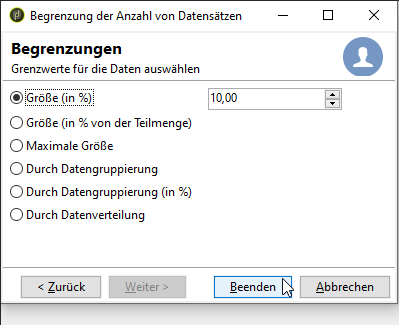 Begrenzung der Anzahl von Datensätzen
Begrenzungen
Grenzwerte für die Daten auswählen
Größe (in %)
10,00
Größe (in % von der Teilmenge)
Maximale Größe
Durch Datengruppierung
Durch Datengruppierung (in %)
Durch Datenverteilung
< Zurück
Weiter >
Beenden
Abbrechen